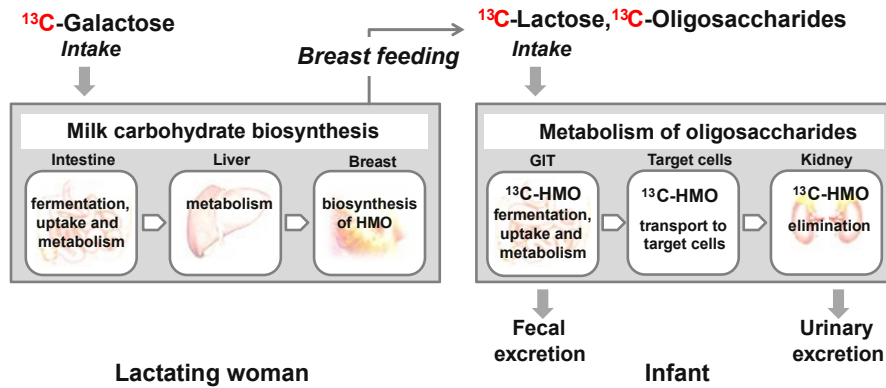 ¹³C-Galactose
Intake
Breast feeding
¹³C-Lactose,¹³C-Oligosaccharides
Intake
Milk carbohydrate biosynthesis
Intestine
Liver
Breast
fermentation,
uptake and
metabolism
metabolism
biosynthesis
of HMO
Metabolism of oligosaccharides
GIT
Target cells
Kidney
¹³C-HMO
fermentation,
uptake and
metabolism
¹³C-HMO
transport to
target cells
¹³C-HMO
elimination
Fecal
excretion
Urinary
excretion
Lactating woman
Infant